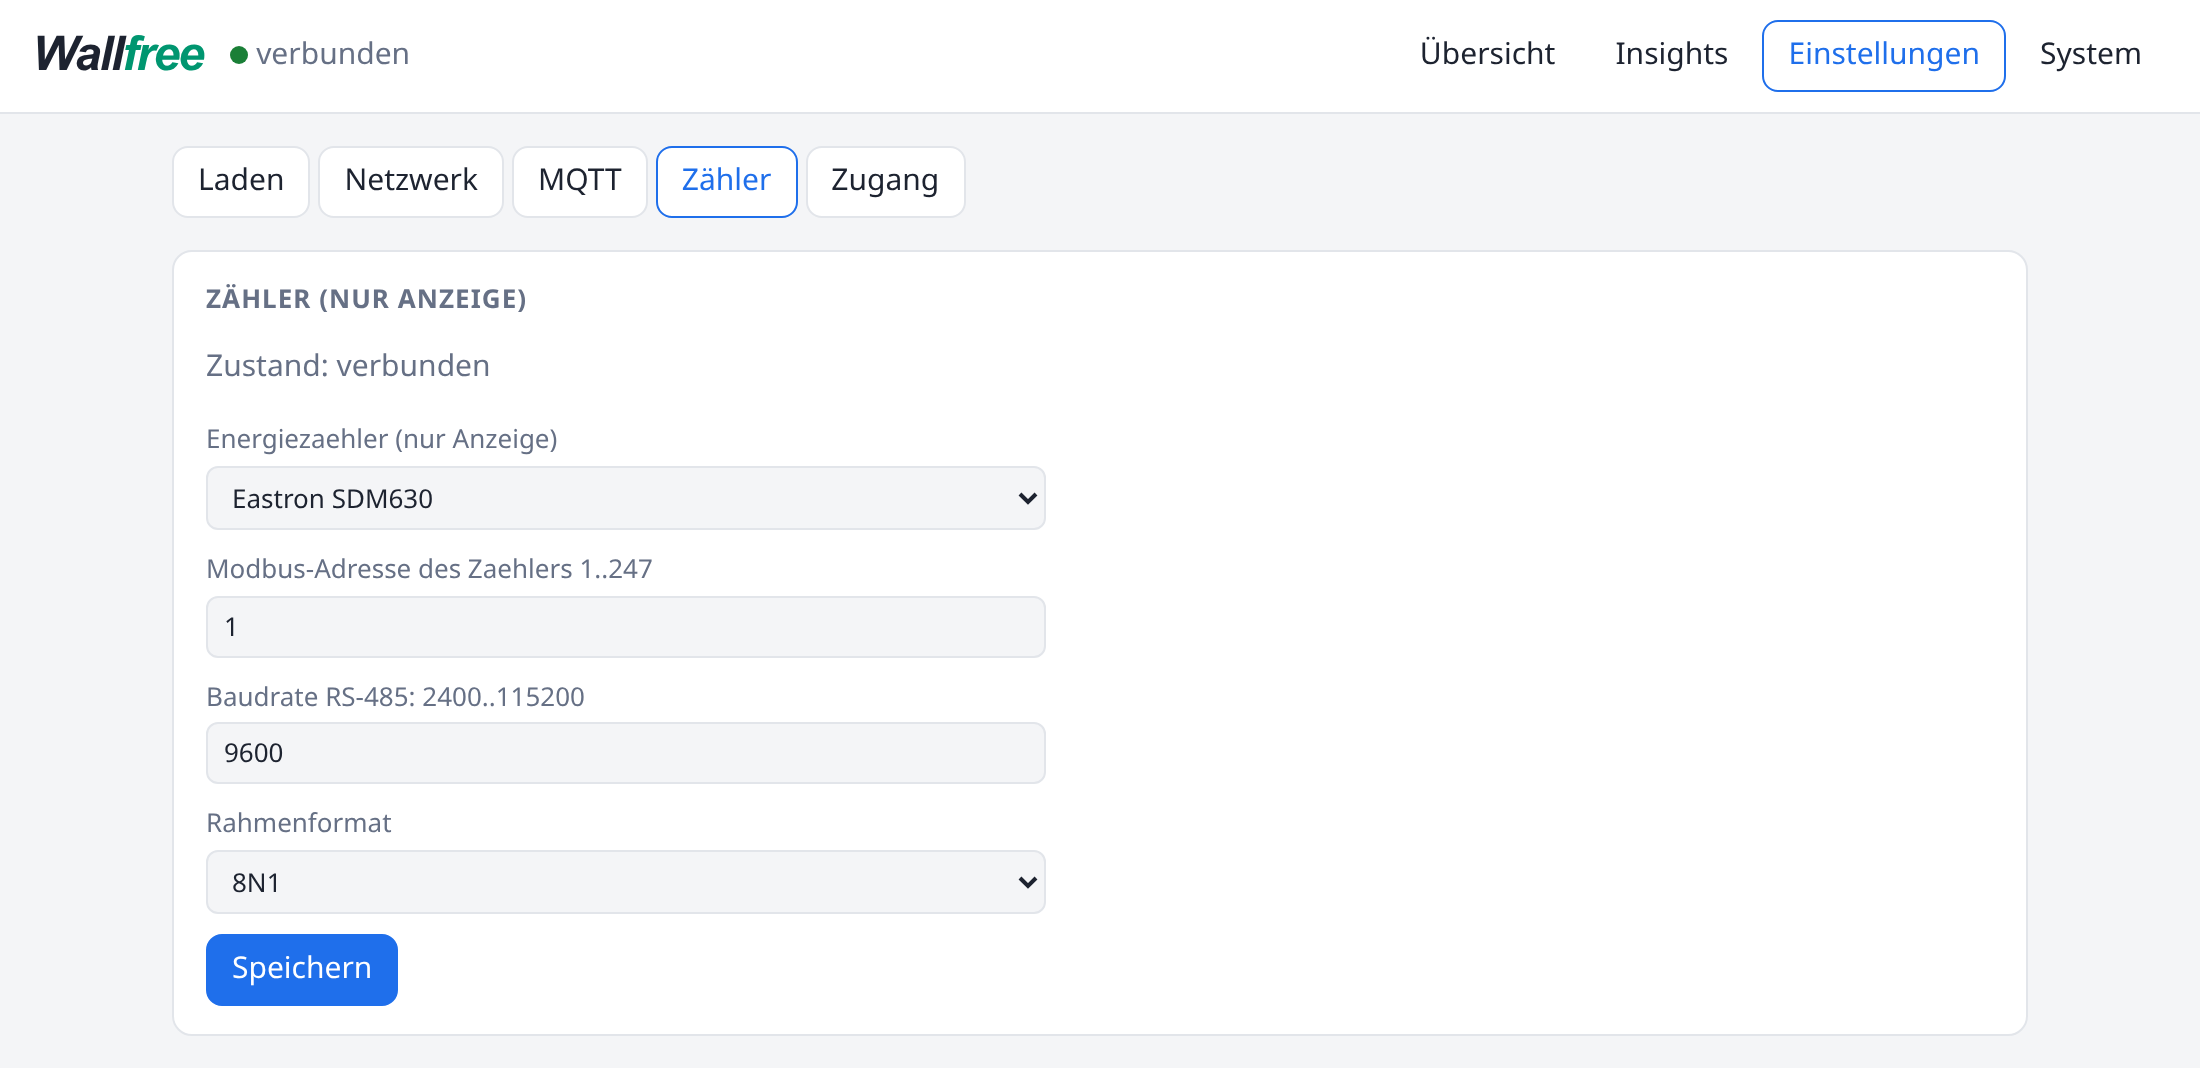 Wallfree verbunden Übersicht Insights Einstellungen System
Laden Netzwerk MQTT Zähler Zugang
ZÄHLER (NUR ANZEIGE)
Zustand: verbunden
Energiezaehler (nur Anzeige)
Eastron SDM630
Modbus-Adresse des Zaehlers 1..247
1
Baudrate RS-485: 2400..115200
9600
Rahmenformat
8N1
Speichern